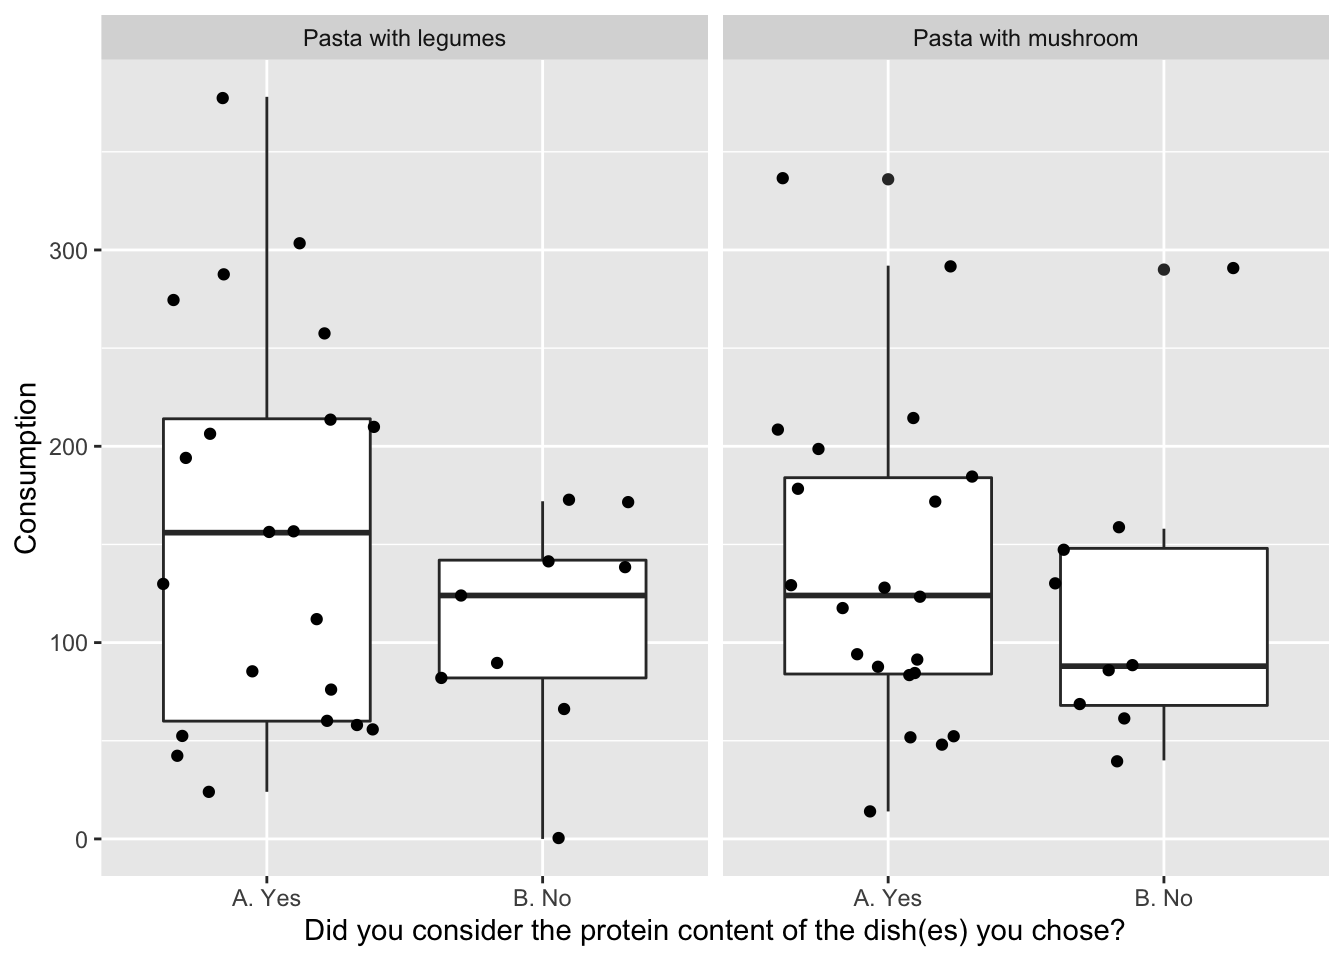 Pasta with legumes
Pasta with mushroom
Consumption
300
200
100
0
A. Yes
B. No
A. Yes
B. No
Did you consider the protein content of the dish(es) you chose?